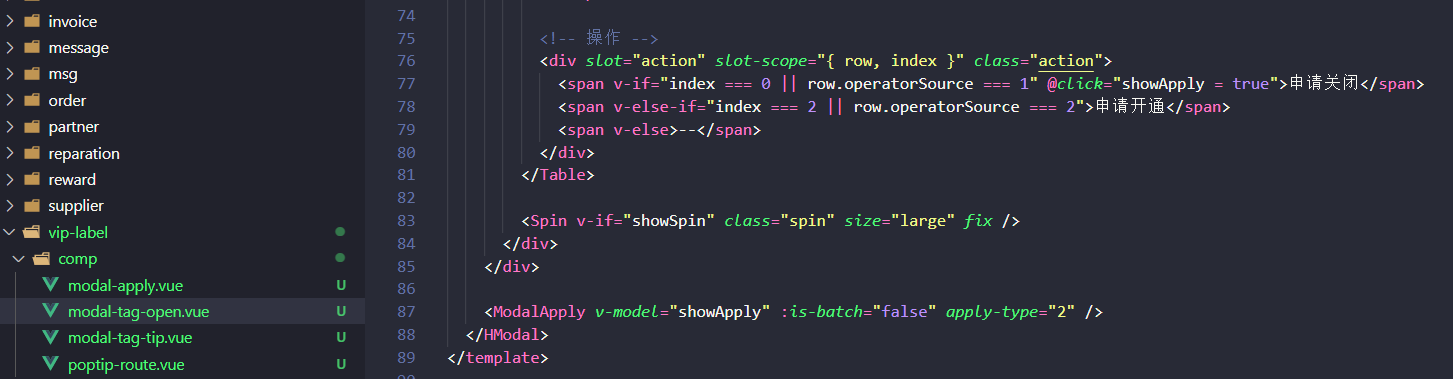 invoice
message
msg
order
partner
reparation
reward
supplier
vip-label
comp
modal-apply.vue U
modal-tag-open.vue U
modal-tag-tip.vue U
poptip-route.vue U
74
75 <!-- 操作 -->
76 <div slot="action" slot-scope="{ row, index }" class="action">
77 <span v-if="index === 0 || row.operatorSource === 1" @click="showApply = true">申请关闭</span>
78 <span v-else-if="index === 2 || row.operatorSource === 2">申请开通</span>
79 <span v-else>--</span>
80 </div>
81 </Table>
82
83 <Spin v-if="showSpin" class="spin" size="large" fix />
84 </div>
85 </div>
86
87 <ModalApply v-model="showApply" :is-batch="false" apply-type="2" />
88 </HModal>
89 </template>